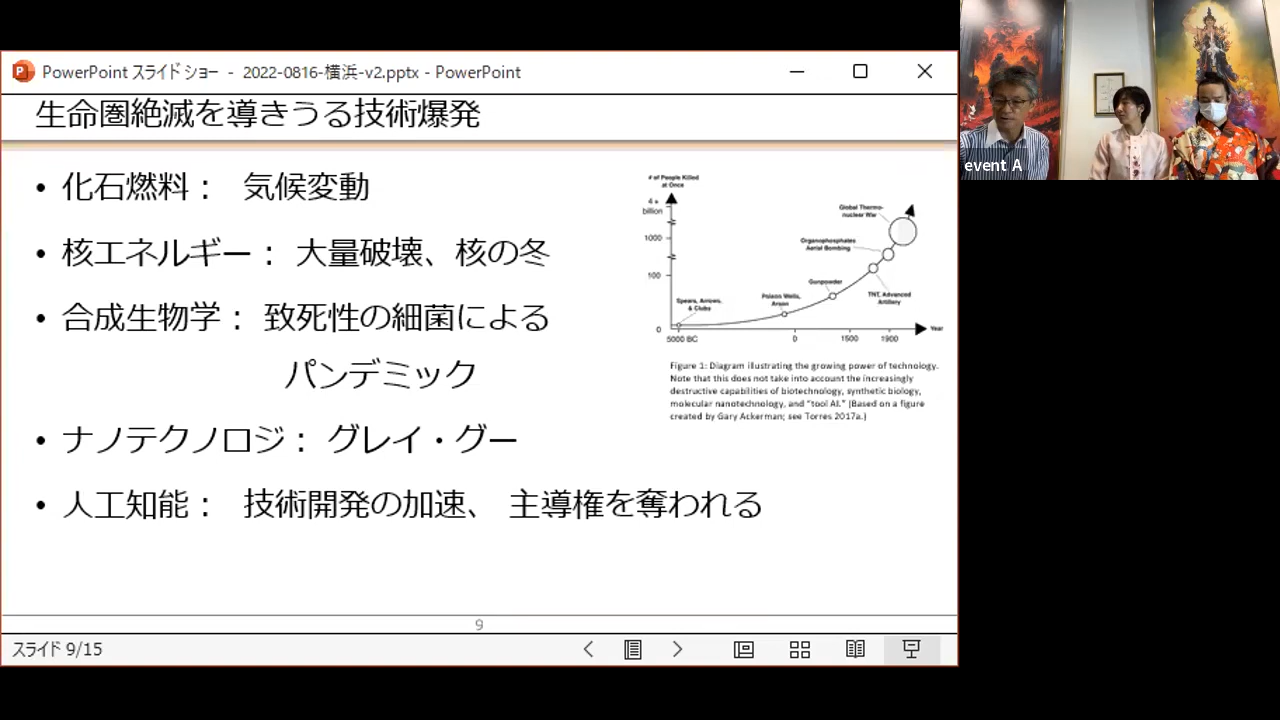 PowerPoint スライド ショー - 2022-0816-横浜-v2.pptx - PowerPoint
生命圏絶滅を導きうる技術爆発
• 化石燃料： 気候変動
• 核エネルギー： 大量破壊、核の冬
• 合成生物学： 致死性の細菌による
パンデミック
• ナノテクノロジ： グレイ・グー
• 人工知能： 技術開発の加速、 主導権を奪われる
# of People Killed
at Once
4+
billion
1000
100
0
Global Thermo-
nuclear War
Organophosphates
Aerial Bombing
Gunpowder
TNT, Advanced
Artillery
Poison Wells,
Arson
Spears, Arrows,
& Clubs
Year
5000 BC
0
1500
1900
Figure 1: Diagram illustrating the growing power of technology.
Note that this does not take into account the increasingly
destructive capabilities of biotechnology, synthetic biology,
molecular nanotechnology, and “tool AI.” (Based on a figure
created by Gary Ackerman; see Torres 2017a.)
9
スライド 9/15
event A